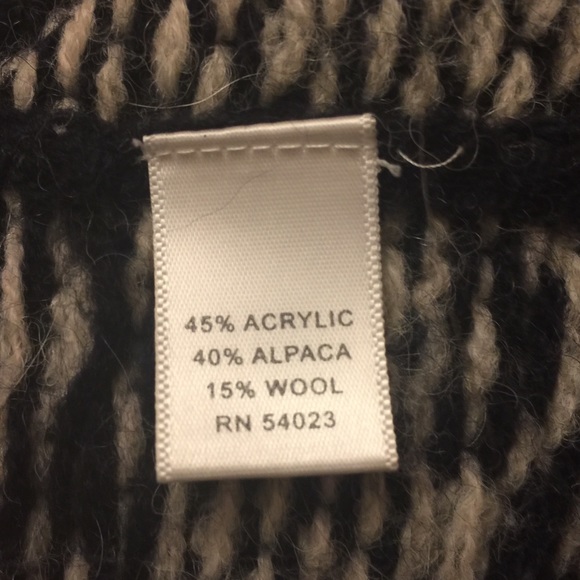 45% ACRYLIC
40% ALPACA
15% WOOL
RN 54023